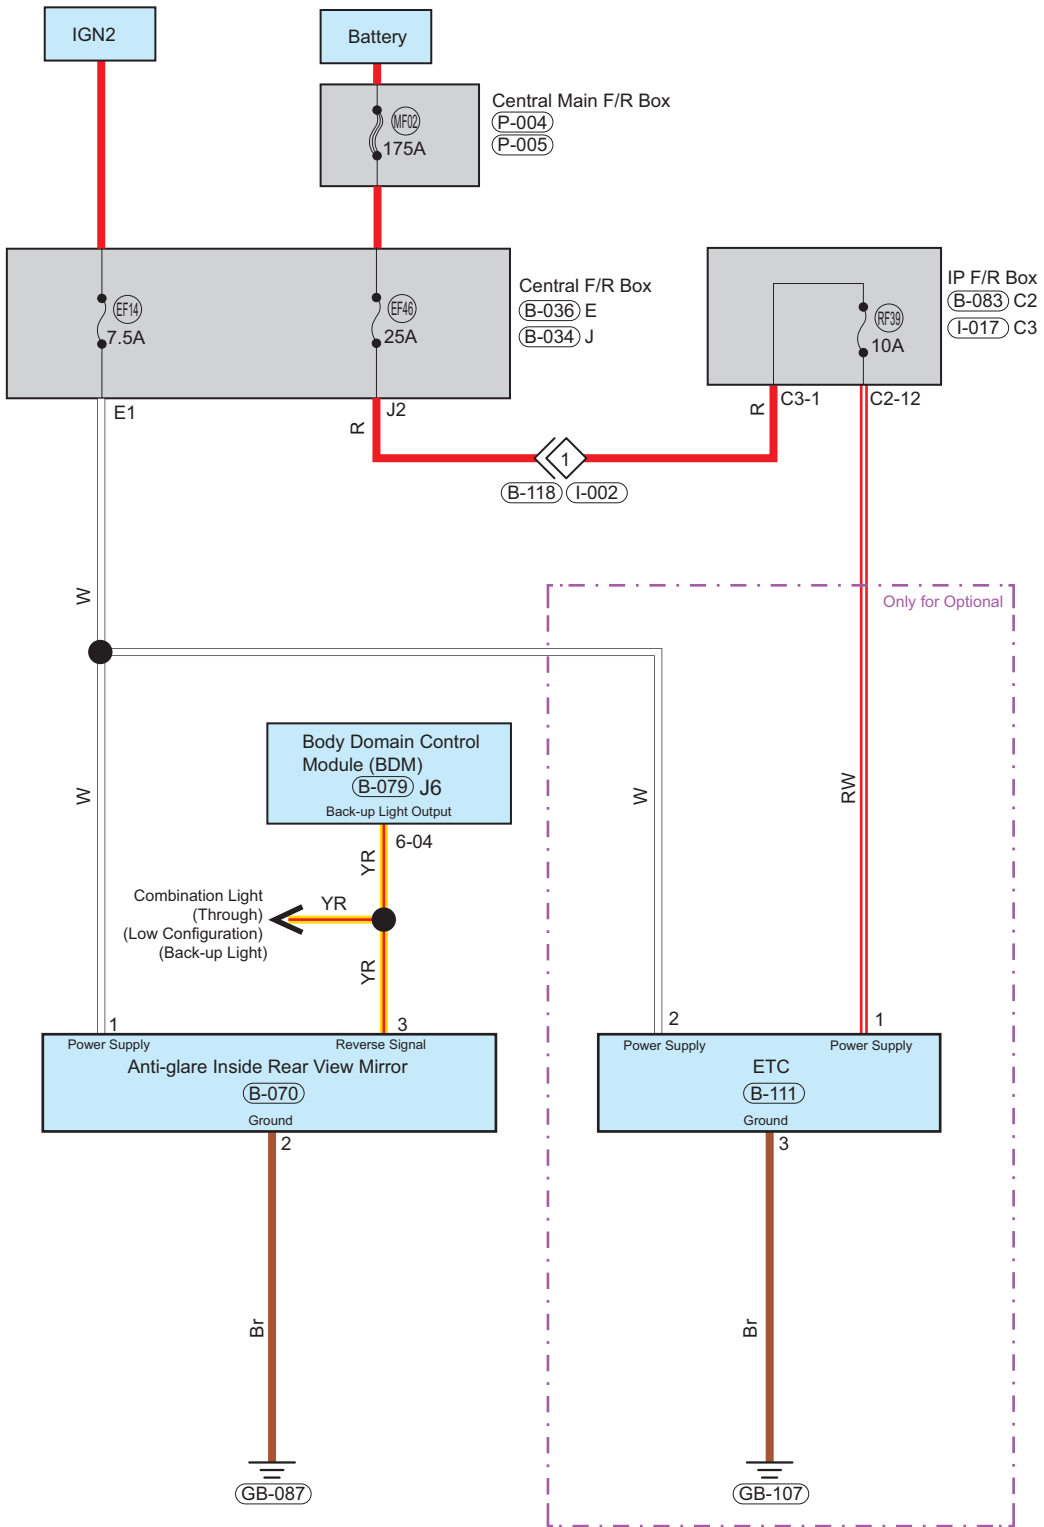 IGN2
Battery
Central Main F/R Box
P-004
P-005
MF02
175A
Central F/R Box
B-036 E
B-034 J
EF14
7.5A
EF46
25A
IP F/R Box
B-083 C2
I-017 C3
RF39
10A
E1
J2
R
R
C3-1
C2-12
1
B-118 I-002
W
Only for Optional
Body Domain Control
Module (BDM)
B-079 J6
Back-up Light Output
6-04
W
W
RW
YR
Combination Light
(Through)
(Low Configuration)
(Back-up Light)
YR
YR
1
3
Power Supply
Reverse Signal
Anti-glare Inside Rear View Mirror
B-070
Ground
2
2
1
Power Supply
Power Supply
ETC
B-111
Ground
3
Br
Br
GB-087
GB-107